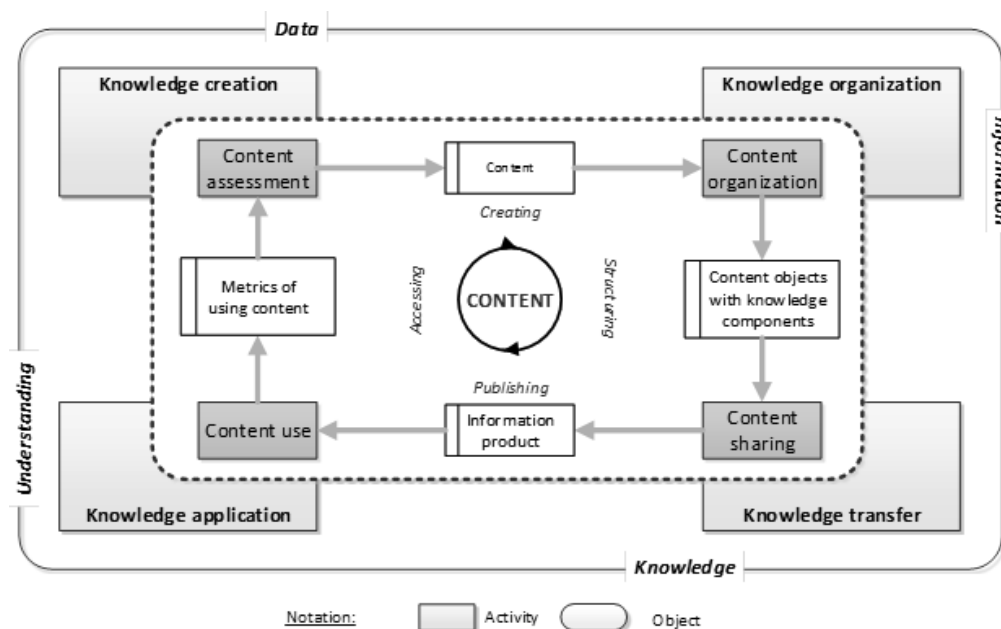 Data
Knowledge creation
Knowledge organization
Information
Content
assessment
Content
Content
organization
Creating
Metrics of
using content
Accessing
CONTENT
Structuring
Content objects
with knowledge
components
Publishing
Understanding
Content use
Information
product
Content
sharing
Knowledge application
Knowledge transfer
Knowledge
Notation:
Activity
Object